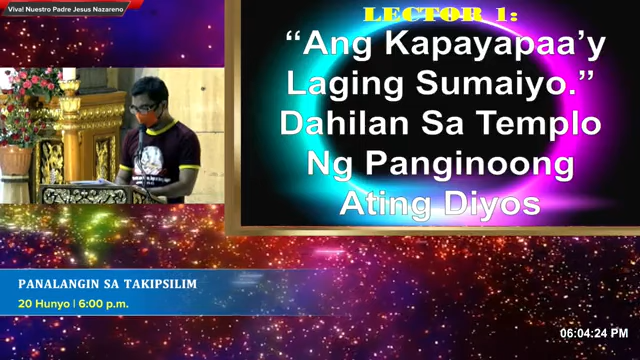 Viva! Nuestro Padre Jesus Nazareno
LECTOR 1:
“Ang Kapayapaa’y
Laging Sumaiyo.”
Dahilan Sa Templo
Ng Panginoong
Ating Diyos
PANALANGIN SA TAKIPSILIM
20 Hunyo | 6:00 p.m.
06:04:24 PM